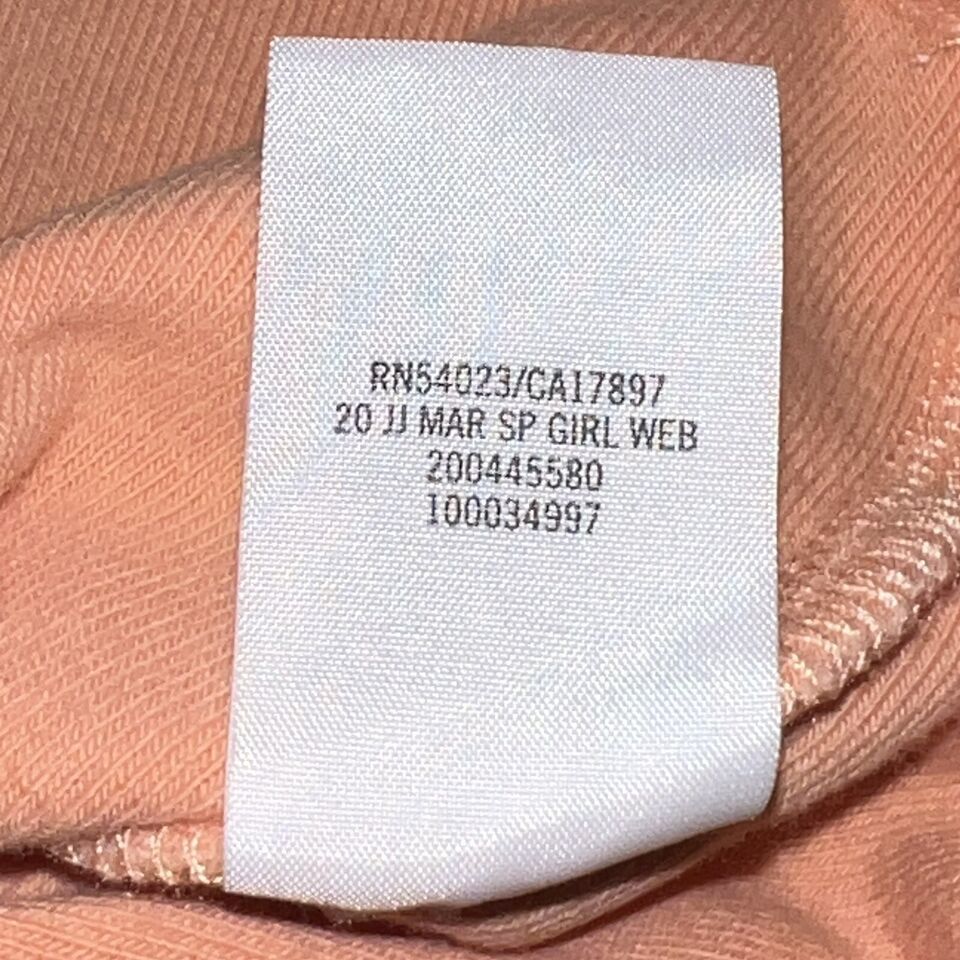 RN54023/CA17897
20 JJ MAR SP GIRL WEB
200445580
100034997